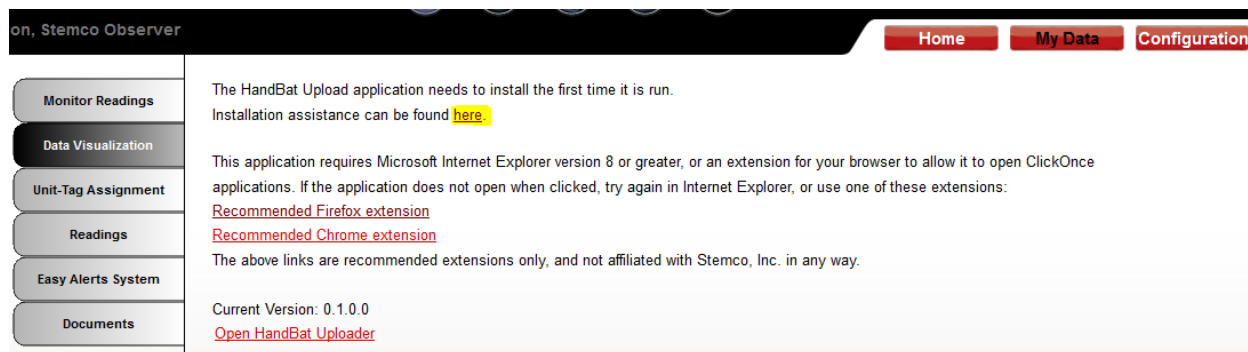 on, Stemco Observer
Home
My Data
Configuration
Monitor Readings
Data Visualization
Unit-Tag Assignment
Readings
Easy Alerts System
Documents
The HandBat Upload application needs to install the first time it is run.
Installation assistance can be found here.
This application requires Microsoft Internet Explorer version 8 or greater, or an extension for your browser to allow it to open ClickOnce
applications. If the application does not open when clicked, try again in Internet Explorer, or use one of these extensions:
Recommended Firefox extension
Recommended Chrome extension
The above links are recommended extensions only, and not affiliated with Stemco, Inc. in any way.
Current Version: 0.1.0.0
Open HandBat Uploader